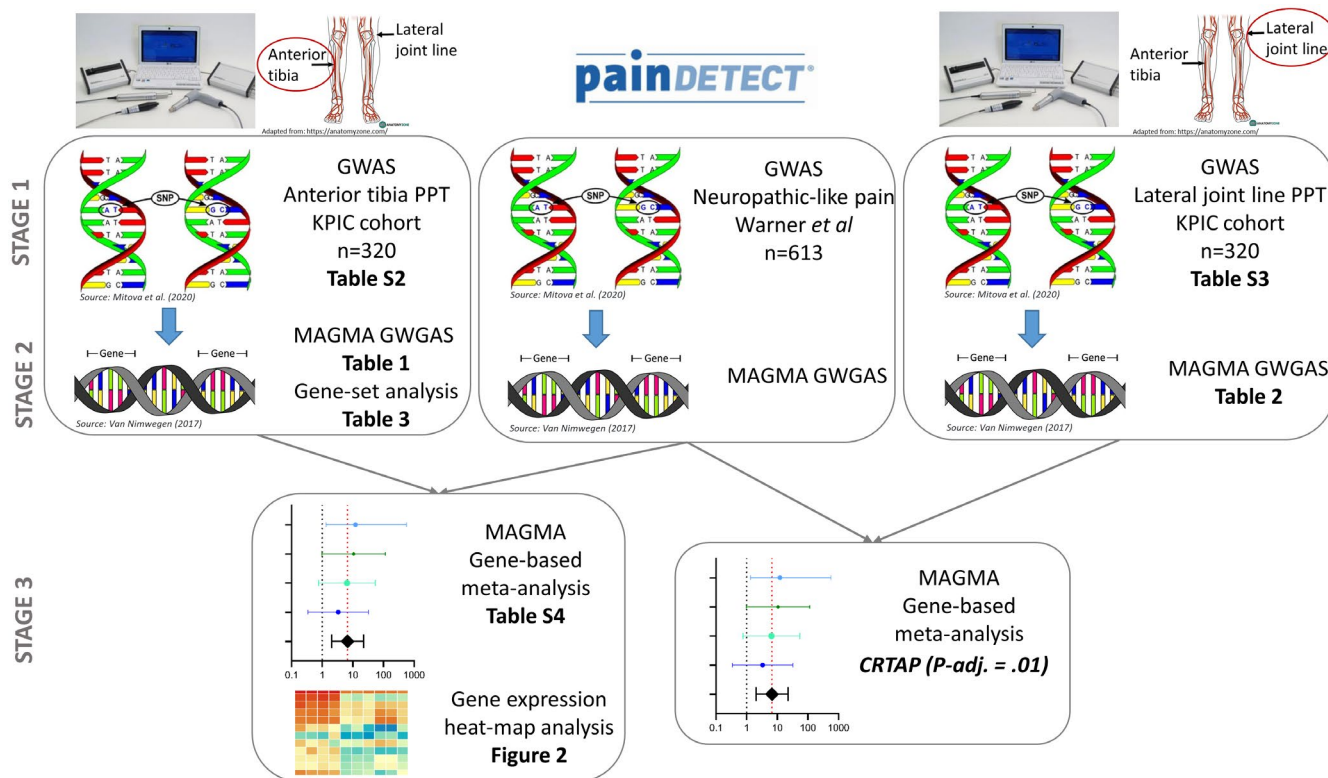 Anterior
tibia
Lateral
joint line
Adapted from: https://anatomyzone.com/
ANATOMYZONE
painDETECT®
Anterior
tibia
Lateral
joint line
Adapted from: https://anatomyzone.com/
ANATOMYZONE
STAGE 1
T A
T A
SNP
A T
G C
A T
A T
T A
T A
G C
G C
Source: Mitova et al. (2020)
GWAS
Anterior tibia PPT
KPIC cohort
n=320
Table S2
T A
T A
SNP
A T
G C
A T
A T
T A
T A
G C
G C
Source: Mitova et al. (2020)
GWAS
Neuropathic-like pain
Warner et al
n=613
T A
T A
SNP
A T
G C
A T
A T
T A
T A
G C
G C
Source: Mitova et al. (2020)
GWAS
Lateral joint line PPT
KPIC cohort
n=320
Table S3
STAGE 2
Gene
Gene
Source: Van Nimwegen (2017)
MAGMA GWGAS
Table 1
Gene-set analysis
Table 3
Gene
Gene
Source: Van Nimwegen (2017)
MAGMA GWGAS
Gene
Gene
Source: Van Nimwegen (2017)
MAGMA GWGAS
Table 2
STAGE 3
0.1 1 10 100 1000
MAGMA
Gene-based
meta-analysis
Table S4
Gene expression
heat-map analysis
Figure 2
0.1 1 10 100 1000
MAGMA
Gene-based
meta-analysis
CRTAP (P-adj. = .01)